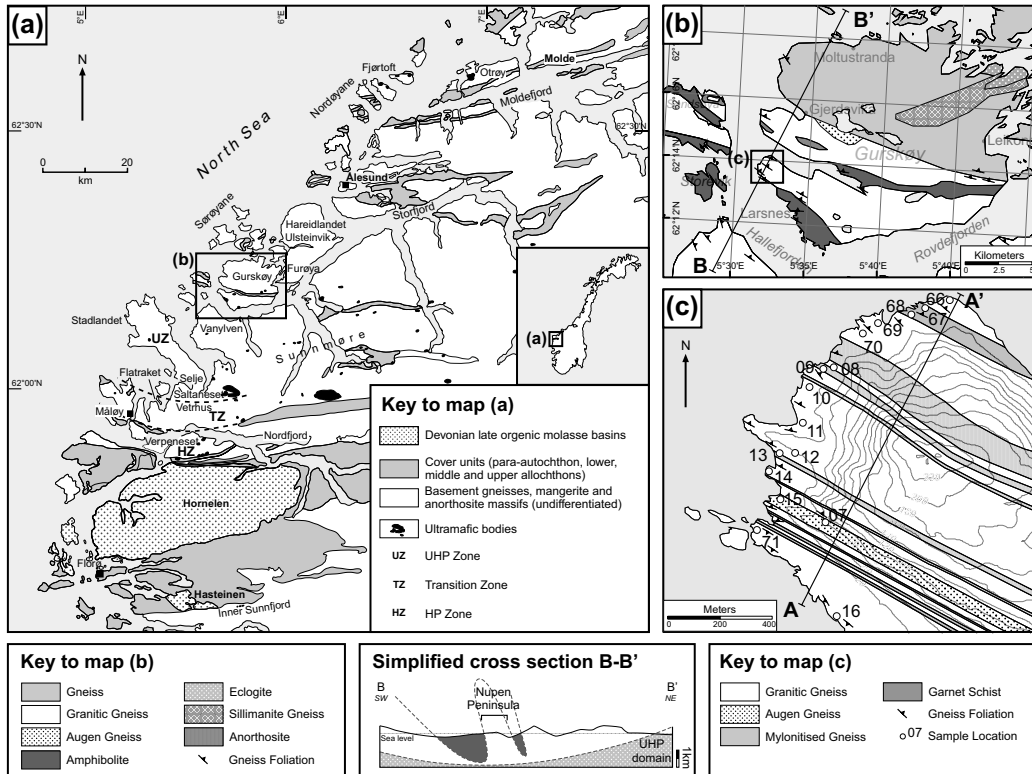 (a)
5°E
6°E
7°E
N
62°30'N
62°30'N
0
20
km
North Sea
Fjørtoft
Nordøyane
Otrøy
Molde
Moldefjord
Ålesund
Storfjord
Sørøyane
Hareidlandet
Ulsteinvik
(b)
Gurskøy
Furøya
Vanylven
Stadlandet
UZ
Sunnmøre
62°00'N
Flatraket
Selje
Saltaneset
Vetrhus
TZ
Måløy
Verpeneset
Nordfjord
HZ
Hornelen
Florø
Hasteinen
Inner Sunnfjord
(a)
Key to map (a)
Devonian late orgenic molasse basins
Cover units (para-autochthon, lower,
middle and upper allochthons)
Basement gneisses, mangerite and
anorthosite massifs (undifferentiated)
Ultramafic bodies
UZ
UHP Zone
TZ
Transition Zone
HZ
HP Zone
(b)
B'
Moltustranda
Gjerdsvika
Gurskøy
Leikong
(c)
62°14'N
62°12'N
Larsnes
Hallefjord
Rovdefjorden
B
5°30'E
5°35'E
5°40'E
Kilometers
0
2.5
(c)
A'
N
66
67
68
69
70
08
09
10
11
12
13
14
15
07
71
16
A
Meters
0
200
400
Key to map (b)
Gneiss
Granitic Gneiss
Augen Gneiss
Amphibolite
Eclogite
Sillimanite Gneiss
Anorthosite
Gneiss Foliation
Simplified cross section B-B'
B
SW
Nupen
Peninsula
B'
NE
Sea level
UHP
domain
1km
Key to map (c)
Granitic Gneiss
Augen Gneiss
Mylonitised Gneiss
Garnet Schist
Gneiss Foliation
07
Sample Location